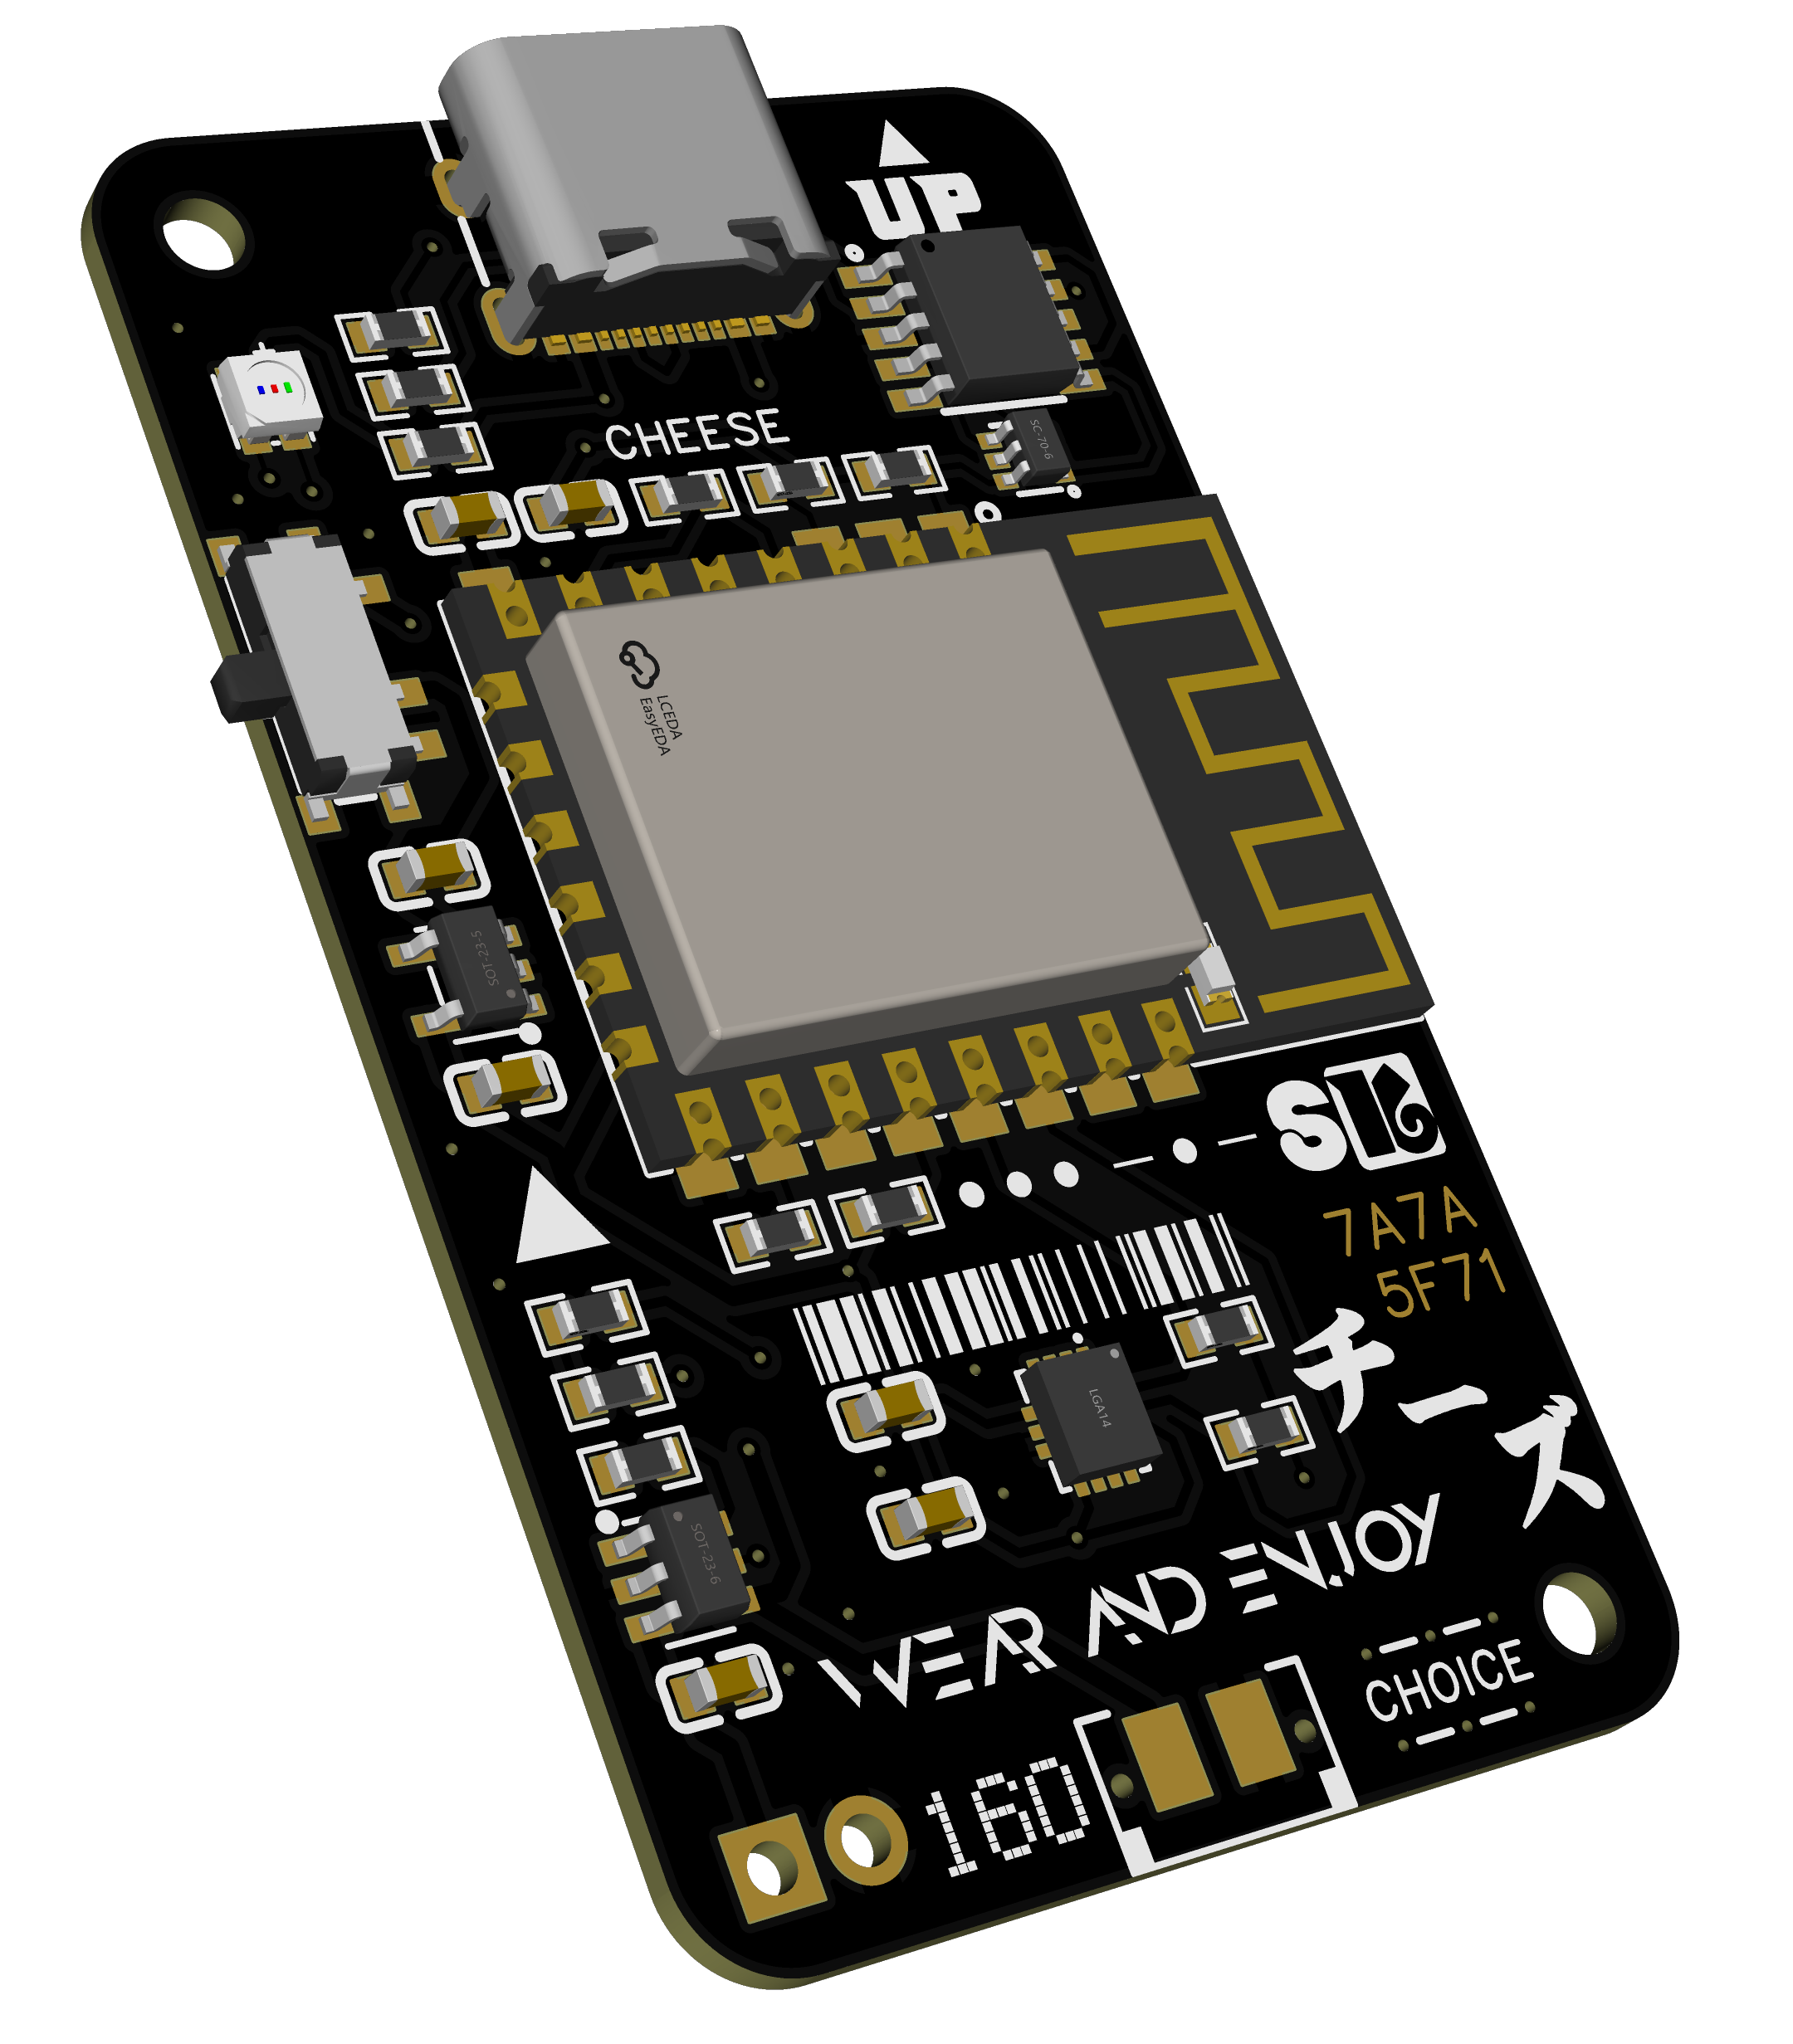 UP
CHEESE
SC-70-6
LCEDA
EasyEDA
SOT-23-5
7A7A
5F71
チーズ
LGA14
SOT-23-6
WEAR AND ENJOY
CHOICE
160